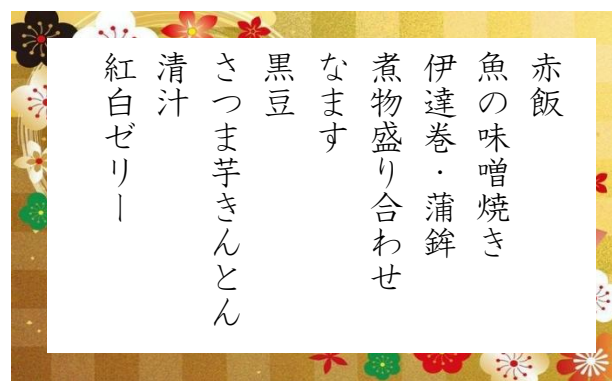 赤飯
魚の味噌焼き
伊達巻・蒲鉾
煮物盛り合わせ
なます
黒豆
さつま芋きんとん
清汁
紅白ゼリー